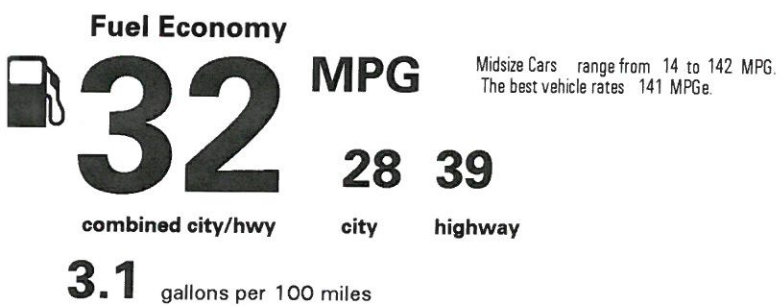 Fuel Economy
32 MPG
Midsize Cars range from 14 to 142 MPG.
The best vehicle rates 141 MPGe.
28 39
combined city/hwy city highway
3.1 gallons per 100 miles